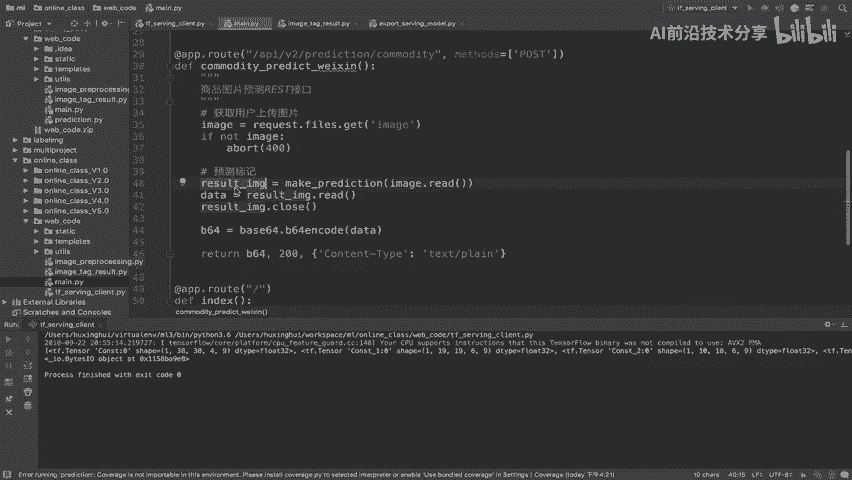 ml online_class web_code main.py tf_serving_client
AI前沿技术分享 bilibili
Project
tf_serving_client.py main.py image_tag_result.py export_serving_model.py
web_code
.idea
static
templates
utils
image_preprocessing
image_tag_result.py
main.py
prediction.py
web_code.zip
labelimg
multiproject
online_class
online_class_V1.0
online_class_V2.0
online_class_V3.0
online_class_V4.0
online_class_V5.0
web_code
static
templates
utils
image_preprocessing
image_tag_result.py
main.py
tf_serving_client.py
External Libraries
Scratches and Consoles
28
29 @app.route("/api/v2/prediction/commodity", methods=['POST'])
30 def commodity_predict_weixin():
31 """
32 商品图片预测REST接口
33 """
34 # 获取用户上传图片
35 image = request.files.get('image')
36 if not image:
37 abort(400)
38
39 # 预测标记
40 result_img = make_prediction(image.read())
41 data = result_img.read()
42 result_img.close()
43
44 b64 = base64.b64encode(data)
45
46 return b64, 200, {'Content-Type': 'text/plain'}
47
48
49 @app.route("/")
50 def index():
commodity_predict_weixin()
Run: tf_serving_client
/Users/huxinghui/virtualenv/ml3/bin/python3.6 /Users/huxinghui/workspace/ml/online_class/web_code/tf_serving_client.py
2018-09-22 20:55:14.219727: I tensorflow/core/platform/cpu_feature_guard.cc:140] Your CPU supports instructions that this TensorFlow binary was not compiled to use: AVX2 FMA
[<tf.Tensor 'Const:0' shape=(1, 38, 38, 4, 9) dtype=float32>, <tf.Tensor 'Const_1:0' shape=(1, 19, 19, 6, 9) dtype=float32>, <tf.Tensor 'Const_2:0' shape=(1, 10, 10, 6, 9) dtype=float32>, <tf.Tens
<_io.BytesIO object at 0x1158ba9e8>
Process finished with exit code 0
Error running 'prediction': Coverage is not importable in this environment. Please install coverage.py to selected interpreter or enable 'Use bundled coverage' in Settings | Coverage (today 下午4:21) 10 chars 40:15 LF: UTF-8: